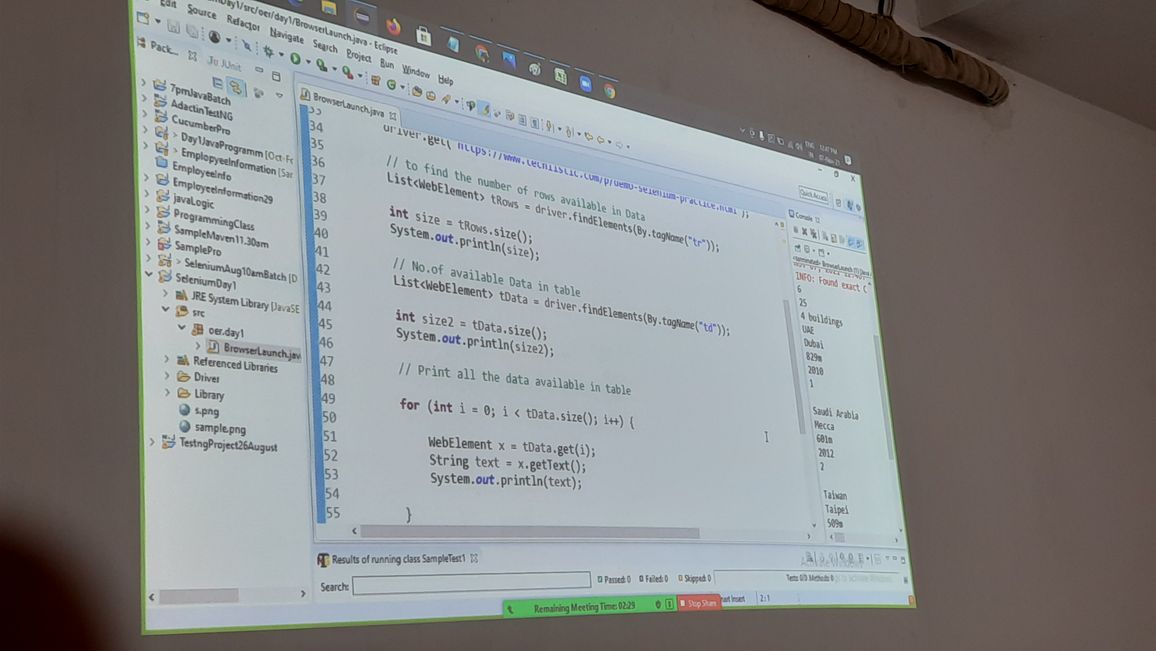 Day1/src/oer/day1/BrowserLaunch.java - Eclipse
Edit Source Refactor Navigate Search Project Run Window Help
Quick Access
Pack...
JUnit
7pmJavaBatch
AdactinTestNG
CucumberPro
> Day1JavaProgramm [Oct-Fe
> EmplopyeeInformation [Sar
EmployeeInfo
EmployeeInformation29
javaLogic
ProgrammingClass
SampleMaven11.30am
SamplePro
> SeleniumAug10amBatch [D
SeleniumDay1
JRE System Library [JavaSE
src
oer.day1
BrowserLaunch.java
Referenced Libraries
Driver
Library
s.png
sample.png
TestngProject26August
BrowserLaunch.java
33
34 driver.get("https://www.techlistic.com/p/demo-selenium-practice.html");
35
36 // to find the number of rows available in Data
37 List<WebElement> tRows = driver.findElements(By.tagName("tr"));
38
39 int size = tRows.size();
40 System.out.println(size);
41
42 // No.of available Data in table
43 List<WebElement> tData = driver.findElements(By.tagName("td"));
44
45 int size2 = tData.size();
46 System.out.println(size2);
47
48 // Print all the data available in table
49
50 for (int i = 0; i < tData.size(); i++) {
51
52 WebElement x = tData.get(i);
53 String text = x.getText();
54 System.out.println(text);
55
}
Console
<terminated> BrowserLaunch (1) [Java
INFO: Found exact C
6
25
4 buildings
UAE
Dubai
829m
2010
1
Saudi Arabia
Mecca
601m
2012
2
Taiwan
Taipei
509m
Results of running class SampleTest1
Search:
Passed: 0
Failed: 0
Skipped: 0
Tests: 0/0 Methods: 0
Activate Windows
Remaining Meeting Time: 02:29
Stop Share
mart Insert
2 : 1
ENG
IN
12:47 PM